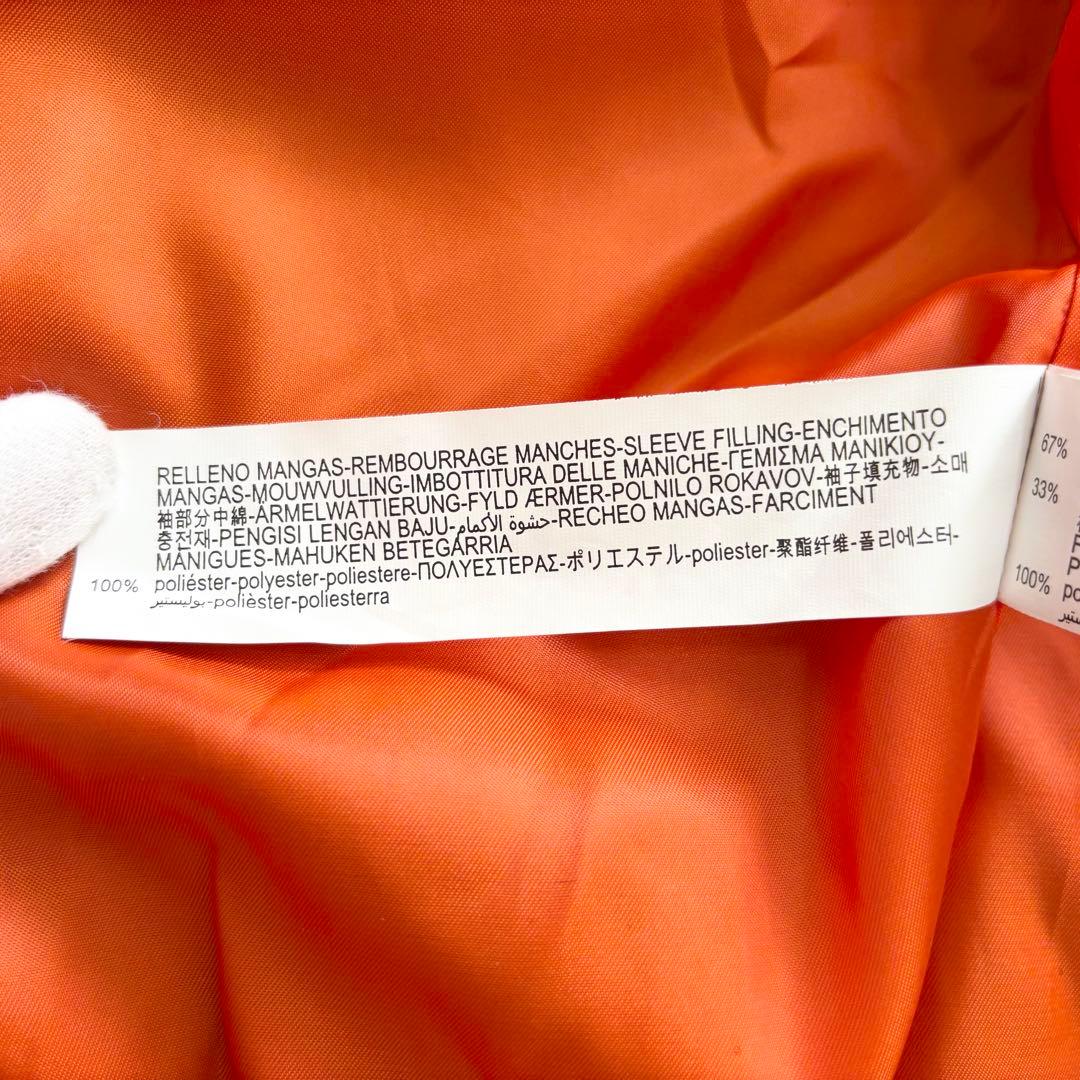 RELLENO MANGAS-REMBOURRAGE MANCHES-SLEEVE FILLING-ENCHIMENTO
MANGAS-MOUWVULLING-IMBOTTITURA DELLE MANICHE-ΓΕΜΙΣΜΑ ΜΑΝΙΚΙΟΥ-
袖部分中綿-ÄRMELWATTIERUNG-FYLD ÆRMER-POLNILO ROKAVOV-袖子填充物-소매
충전재-PENGISI LENGAN BAJU-حشوة الأكمام-RECHEO MANGAS-FARCIMENT
MÀNIGUES-MAHUKEN BETEGARRIA
100% poliéster-polyester-poliestere-ΠΟΛΥΕΣΤΕΡΑΣ-ポリエステル-poliester-聚酯纤维-폴리에스터-
بوليستير-polièster-poliesterra
67%
33%
100%